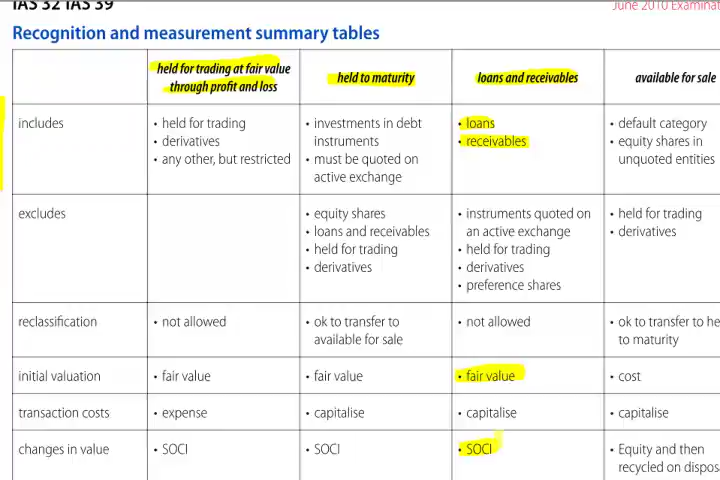 IAS 32 IAS 39
June 2010 Examinat
Recognition and measurement summary tables
held for trading at fair value
through profit and loss
held to maturity
loans and receivables
available for sale
includes
• held for trading
• derivatives
• any other, but restricted
• investments in debt
instruments
• must be quoted on
active exchange
• loans
• receivables
• default category
• equity shares in
unquoted entities
excludes
• equity shares
• loans and receivables
• held for trading
• derivatives
• instruments quoted on
an active exchange
• held for trading
• derivatives
• preference shares
• held for trading
• derivatives
reclassification
• not allowed
• ok to transfer to
available for sale
• not allowed
• ok to transfer to he
to maturity
initial valuation
• fair value
• fair value
• fair value
• cost
transaction costs
• expense
• capitalise
• capitalise
• capitalise
changes in value
• SOCI
• SOCI
• SOCI
• Equity and then
recycled on dispos